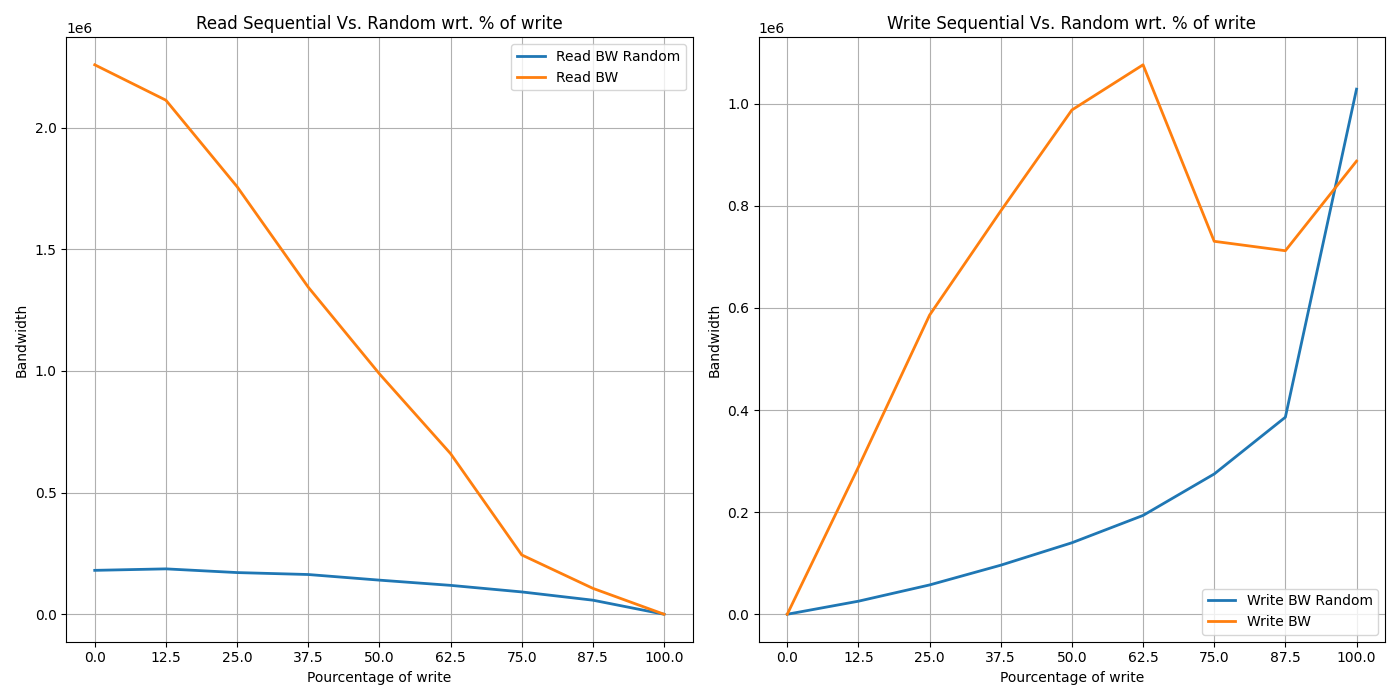 Read Sequential Vs. Random wrt. % of write
1e6
Read BW Random
Read BW
2.0
1.5
1.0
0.5
0.0
Bandwidth
0.0 12.5 25.0 37.5 50.0 62.5 75.0 87.5 100.0
Pourcentage of write
Write Sequential Vs. Random wrt. % of write
1e6
1.0
0.8
0.6
0.4
0.2
0.0
Bandwidth
Write BW Random
Write BW
0.0 12.5 25.0 37.5 50.0 62.5 75.0 87.5 100.0
Pourcentage of write